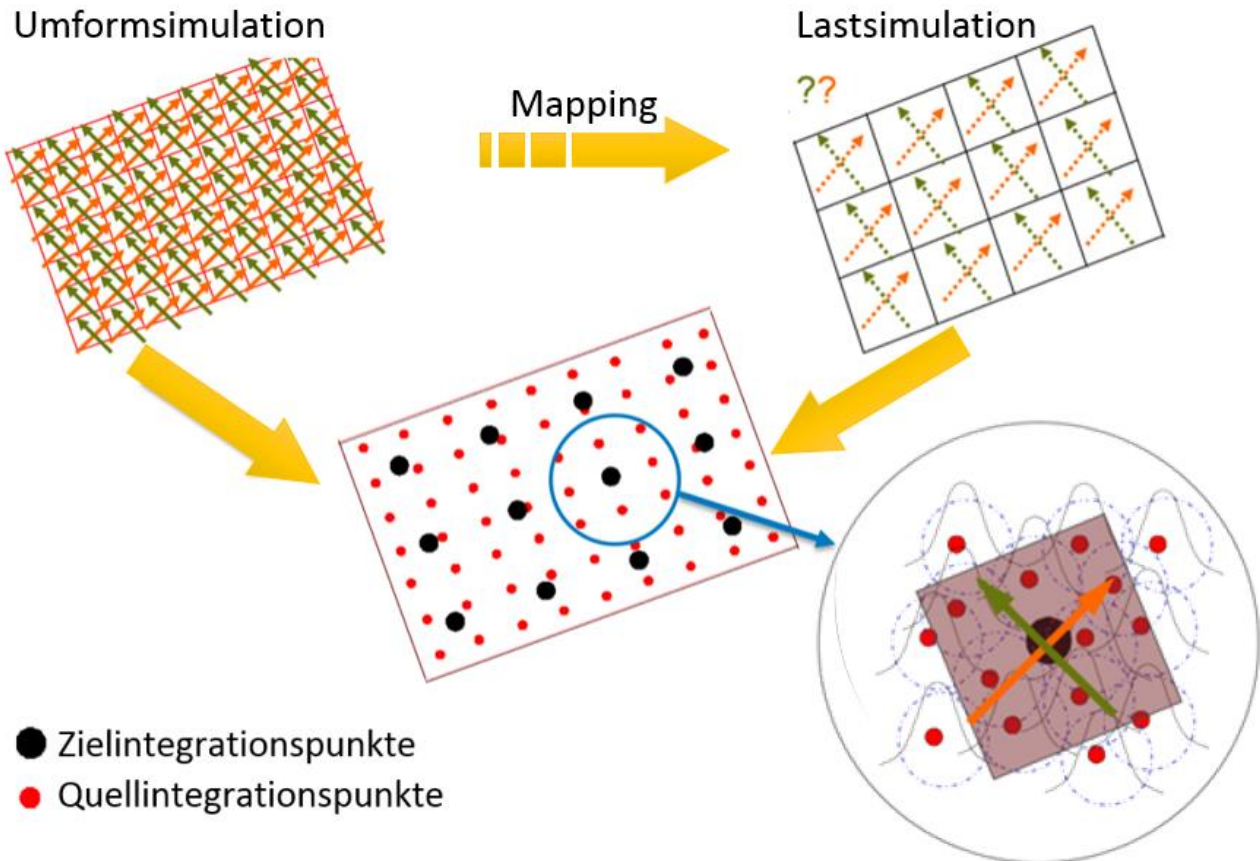 Umformsimulation
Lastsimulation
??
Mapping
Zielintegrationspunkte
Quellintegrationspunkte